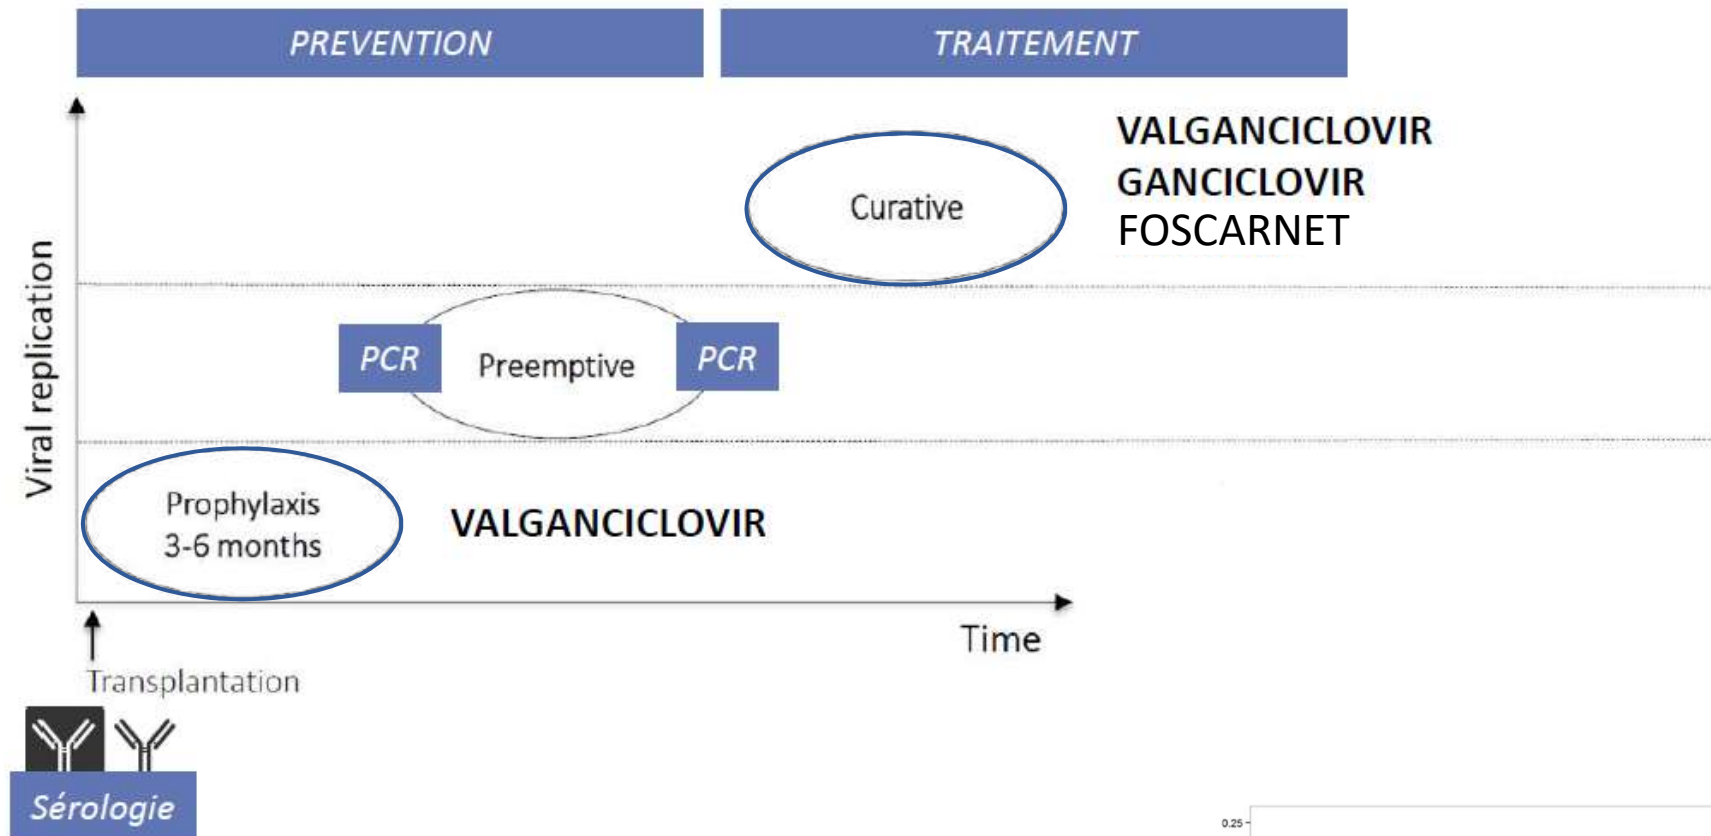 PREVENTION
TRAITEMENT
VALGANCICLOVIR
GANCICLOVIR
FOSCARNET
Curative
Viral replication
PCR
Preemptive
PCR
Prophylaxis
3-6 months
VALGANCICLOVIR
Time
Transplantation
Sérologie
0.25